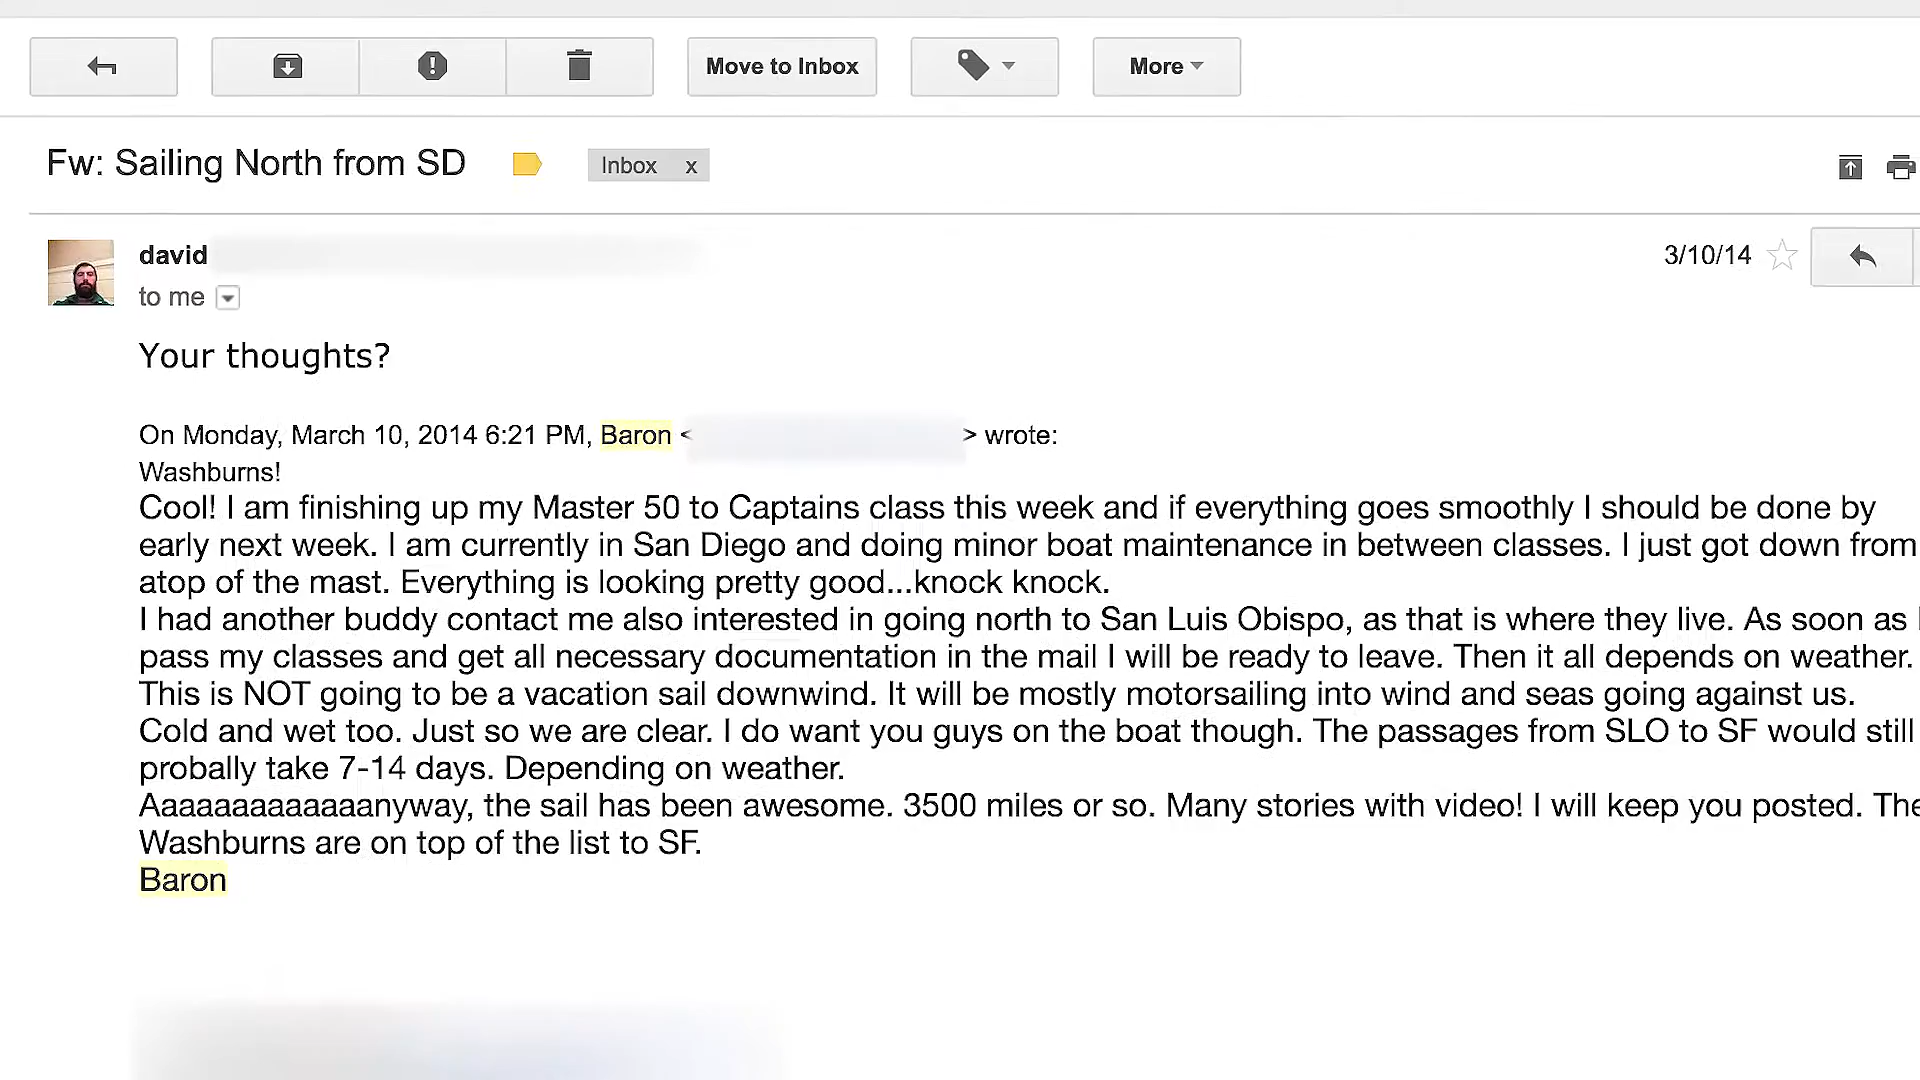 Move to Inbox
More
Fw: Sailing North from SD
Inbox x
david
3/10/14
to me
Your thoughts?
On Monday, March 10, 2014 6:21 PM, Baron < > wrote:
Washburns!
Cool! I am finishing up my Master 50 to Captains class this week and if everything goes smoothly I should be done by
early next week. I am currently in San Diego and doing minor boat maintenance in between classes. I just got down from
atop of the mast. Everything is looking pretty good...knock knock.
I had another buddy contact me also interested in going north to San Luis Obispo, as that is where they live. As soon as I
pass my classes and get all necessary documentation in the mail I will be ready to leave. Then it all depends on weather.
This is NOT going to be a vacation sail downwind. It will be mostly motorsailing into wind and seas going against us.
Cold and wet too. Just so we are clear. I do want you guys on the boat though. The passages from SLO to SF would still
probally take 7-14 days. Depending on weather.
Aaaaaaaaaaaaanyway, the sail has been awesome. 3500 miles or so. Many stories with video! I will keep you posted. The
Washburns are on top of the list to SF.
Baron